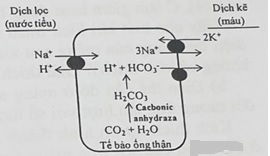 Dịch lọc
(nước tiểu)
Dịch kẽ
(máu)
2K⁺
Na⁺
3Na⁺
H⁺
H⁺ + HCO₃⁻
H₂CO₃
Cacbonic
anhydraza
CO₂ + H₂O
Tế bào ống thận